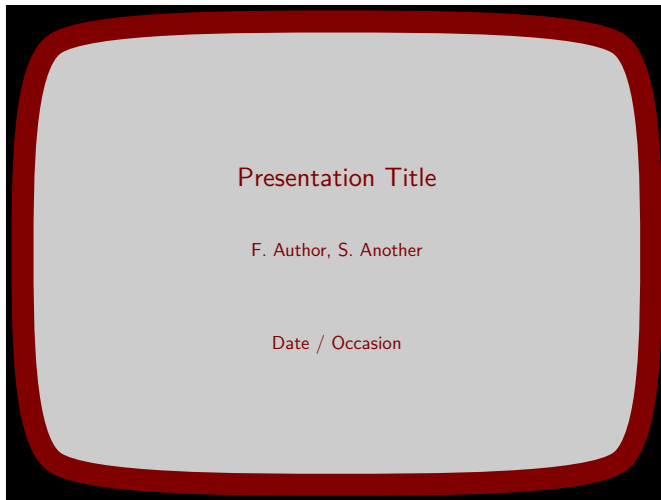 Presentation Title
F. Author, S. Another
Date / Occasion